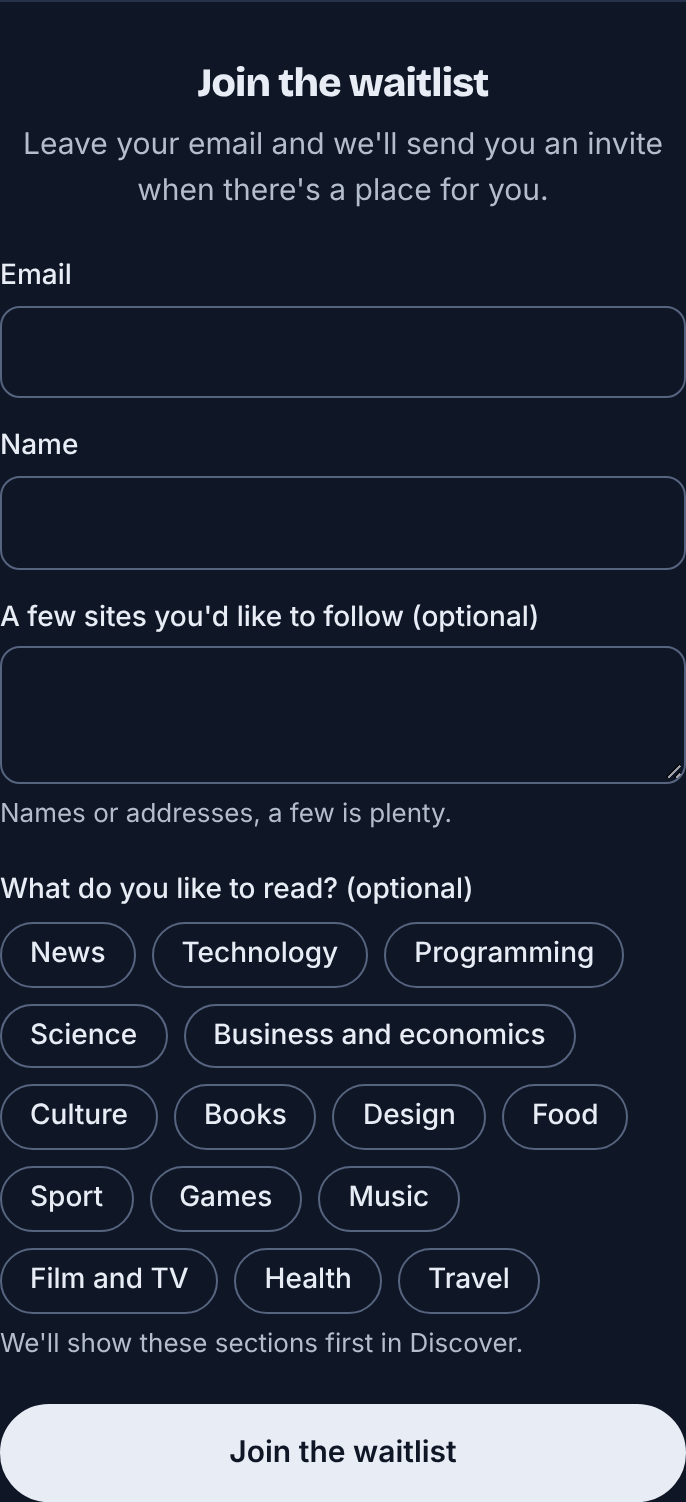 Join the waitlist
Leave your email and we'll send you an invite
when there's a place for you.
Email
Name
A few sites you'd like to follow (optional)
Names or addresses, a few is plenty.
What do you like to read? (optional)
News Technology Programming
Science Business and economics
Culture Books Design Food
Sport Games Music
Film and TV Health Travel
We'll show these sections first in Discover.
Join the waitlist